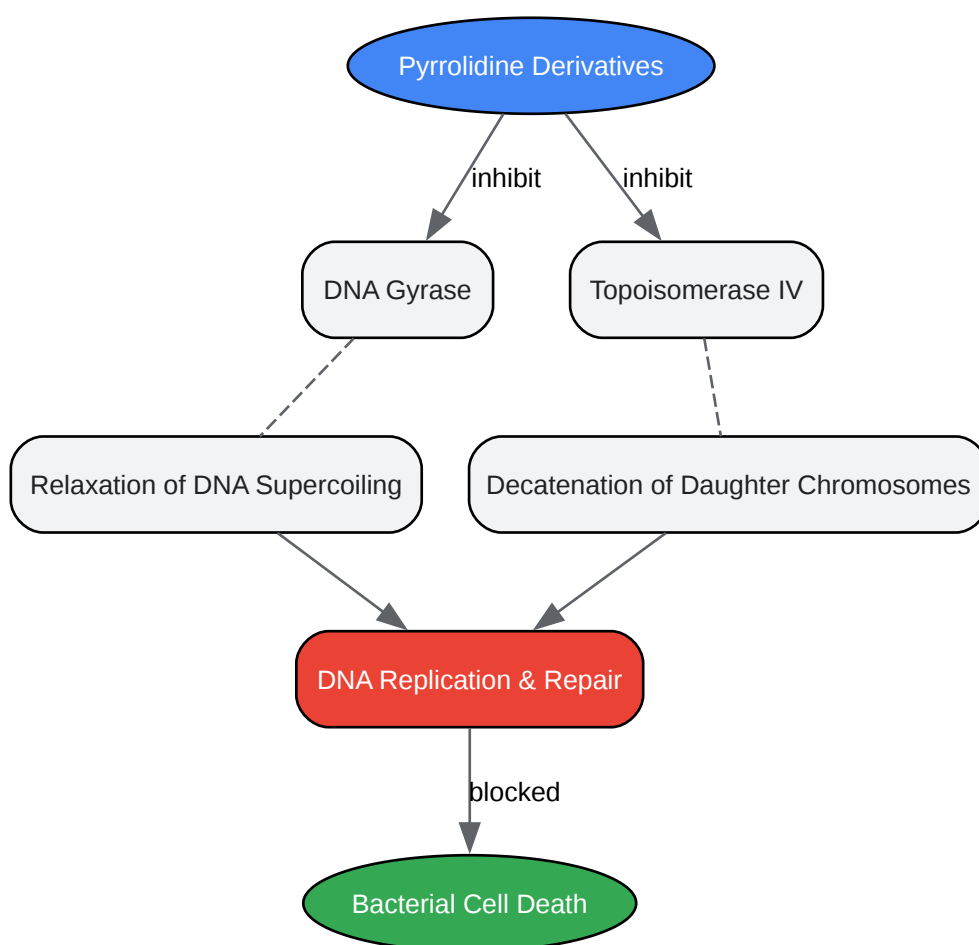 Pyrrolidine Derivatives
inhibit
inhibit
DNA Gyrase
Topoisomerase IV
Relaxation of DNA Supercoiling
Decatenation of Daughter Chromosomes
DNA Replication & Repair
blocked
Bacterial Cell Death